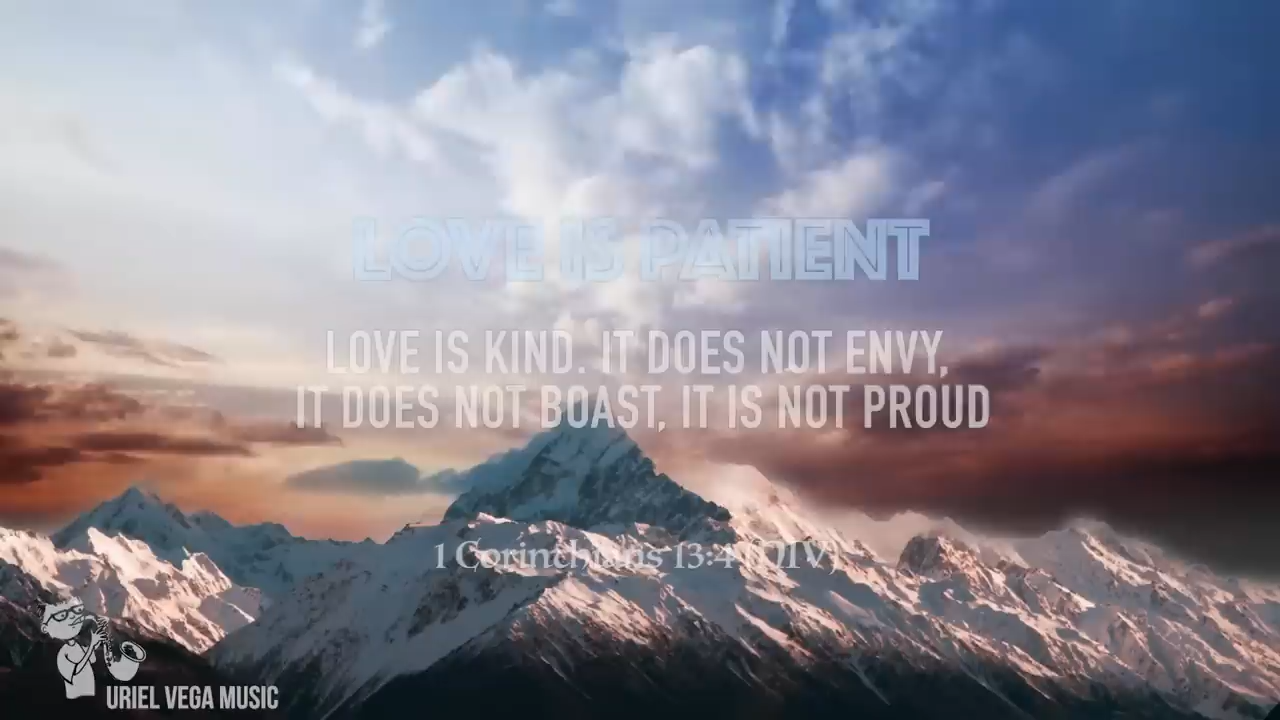 LOVE IS PATIENT
LOVE IS KIND. IT DOES NOT ENVY,
IT DOES NOT BOAST, IT IS NOT PROUD
1 Corinthians 13:4 (NIV)
URIEL VEGA MUSIC